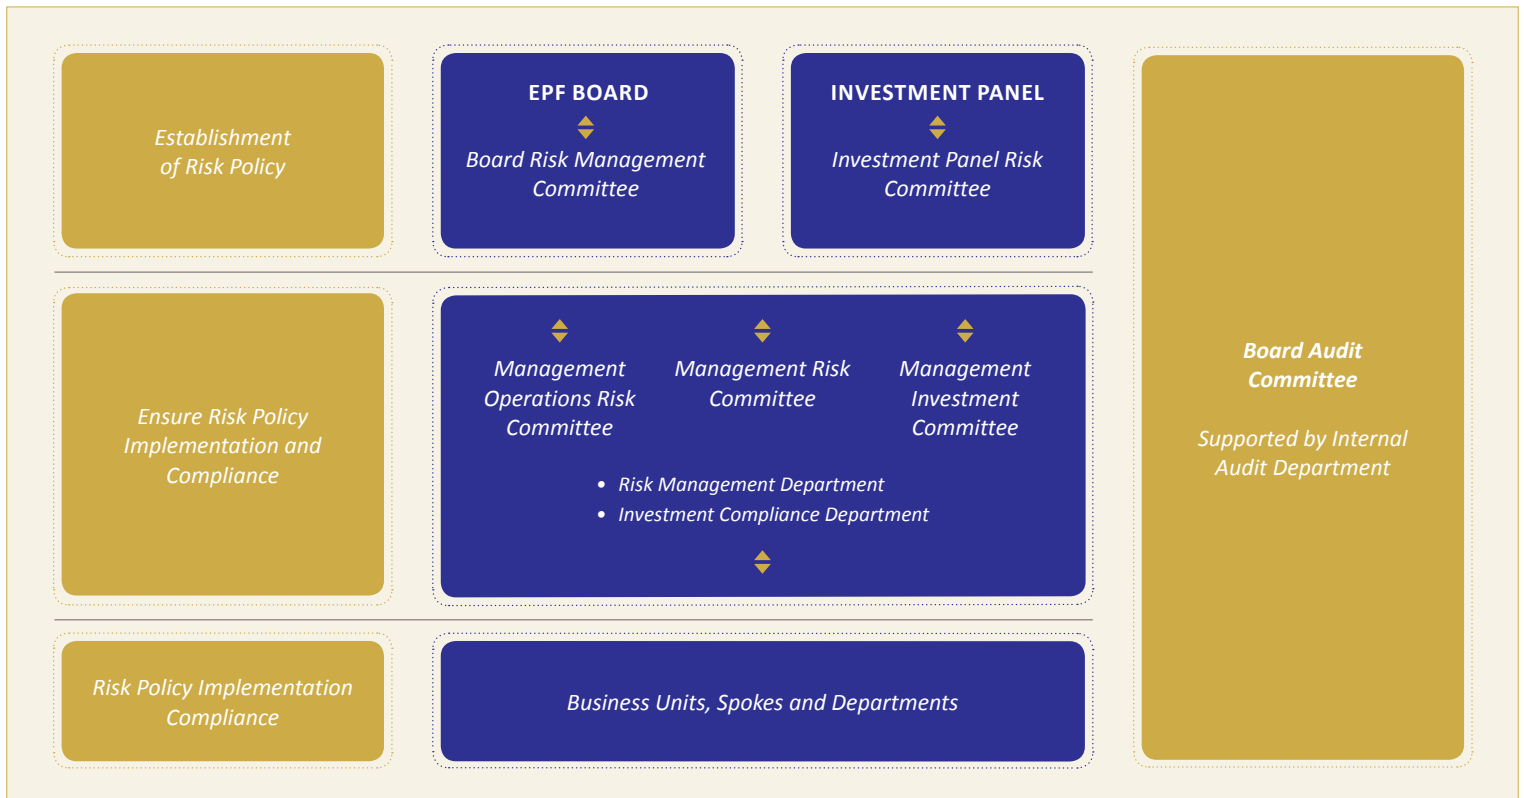 Establishment
of Risk Policy
EPF BOARD
Board Risk Management
Committee
INVESTMENT PANEL
Investment Panel Risk
Committee
Ensure Risk Policy
Implementation and
Compliance
Management
Operations Risk
Committee
Management Risk
Committee
Management
Investment
Committee
• Risk Management Department
• Investment Compliance Department
Risk Policy Implementation
Compliance
Business Units, Spokes and Departments
Board Audit
Committee
Supported by Internal
Audit Department